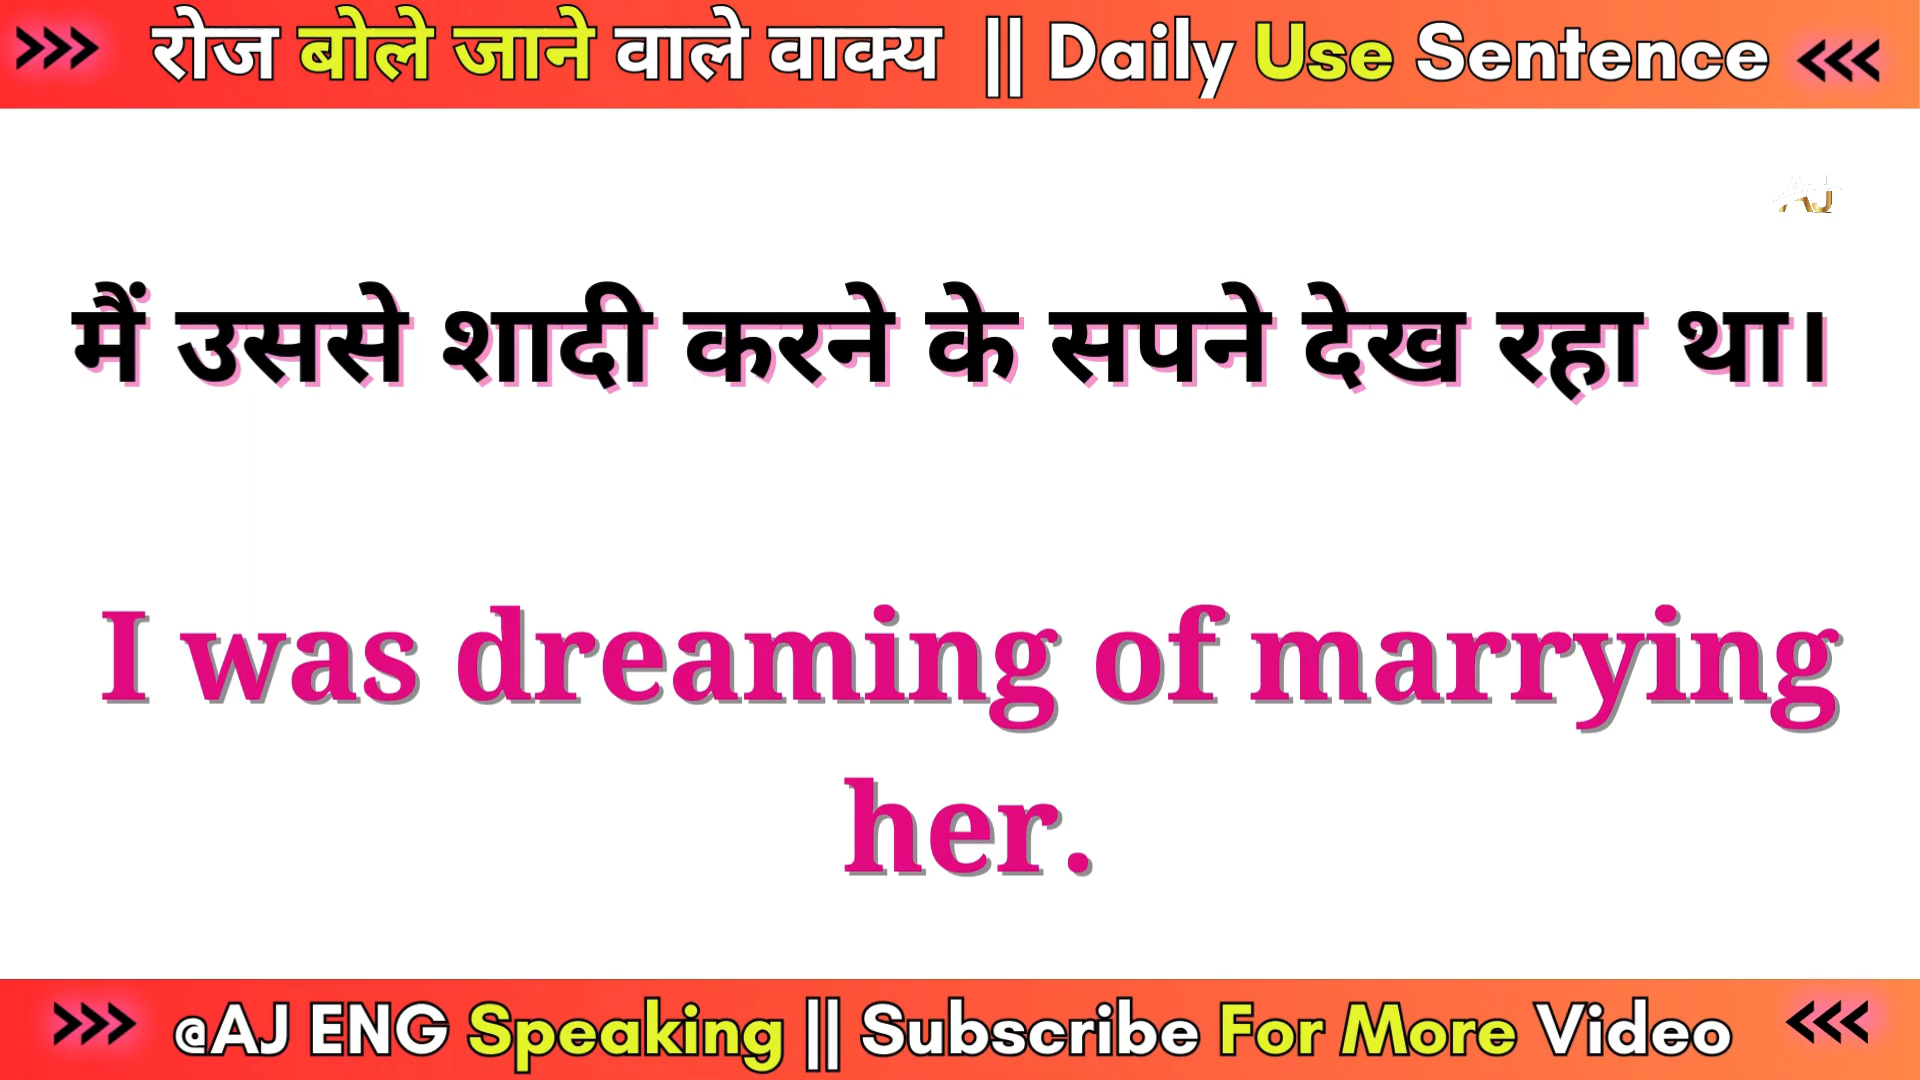 >>> रोज बोले जाने वाले वाक्य || Daily Use Sentence <<<
AJ
मैं उससे शादी करने के सपने देख रहा था।
I was dreaming of marrying
her.
>>> @AJ ENG Speaking || Subscribe For More Video <<<